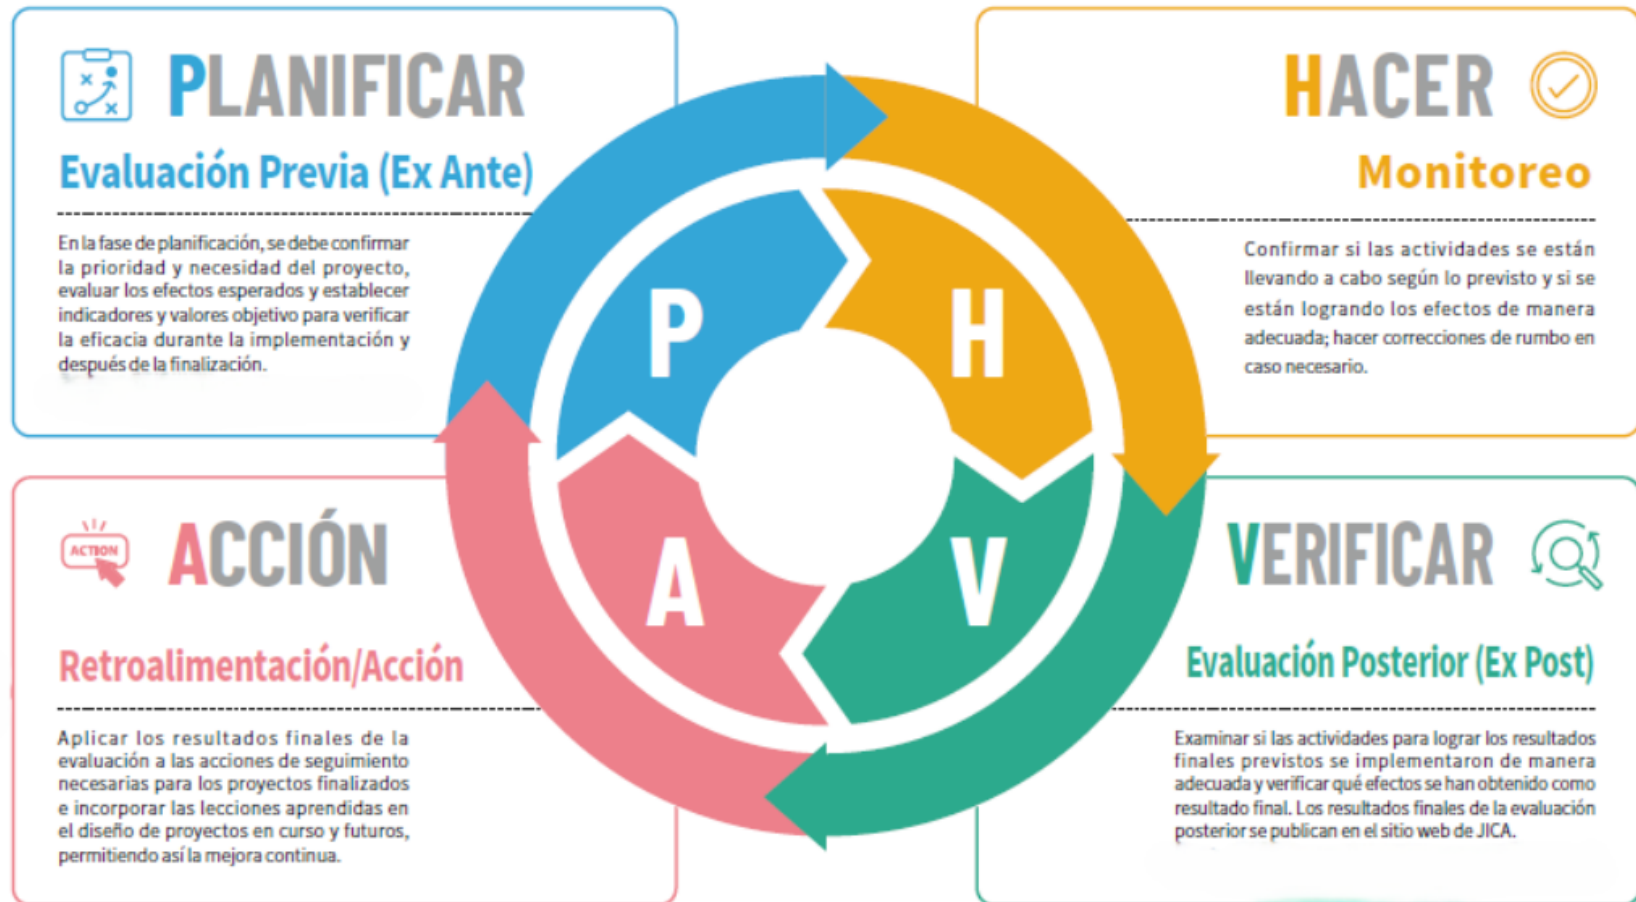 PLANIFICAR
Evaluación Previa (Ex Ante)
En la fase de planificación, se debe confirmar
la prioridad y necesidad del proyecto,
evaluar los efectos esperados y establecer
indicadores y valores objetivo para verificar
la eficacia durante la implementación y
después de la finalización.
HACER
Monitoreo
Confirmar si las actividades se están
llevando a cabo según lo previsto y si se
están logrando los efectos de manera
adecuada; hacer correcciones de rumbo en
caso necesario.
P
H
A
V
ACTION
ACCIÓN
Retroalimentación/Acción
Aplicar los resultados finales de la
evaluación a las acciones de seguimiento
necesarias para los proyectos finalizados
e incorporar las lecciones aprendidas en
el diseño de proyectos en curso y futuros,
permitiendo así la mejora continua.
VERIFICAR
Evaluación Posterior (Ex Post)
Examinar si las actividades para lograr los resultados
finales previstos se implementaron de manera
adecuada y verificar qué efectos se han obtenido como
resultado final. Los resultados finales de la evaluación
posterior se publican en el sitio web de JICA.